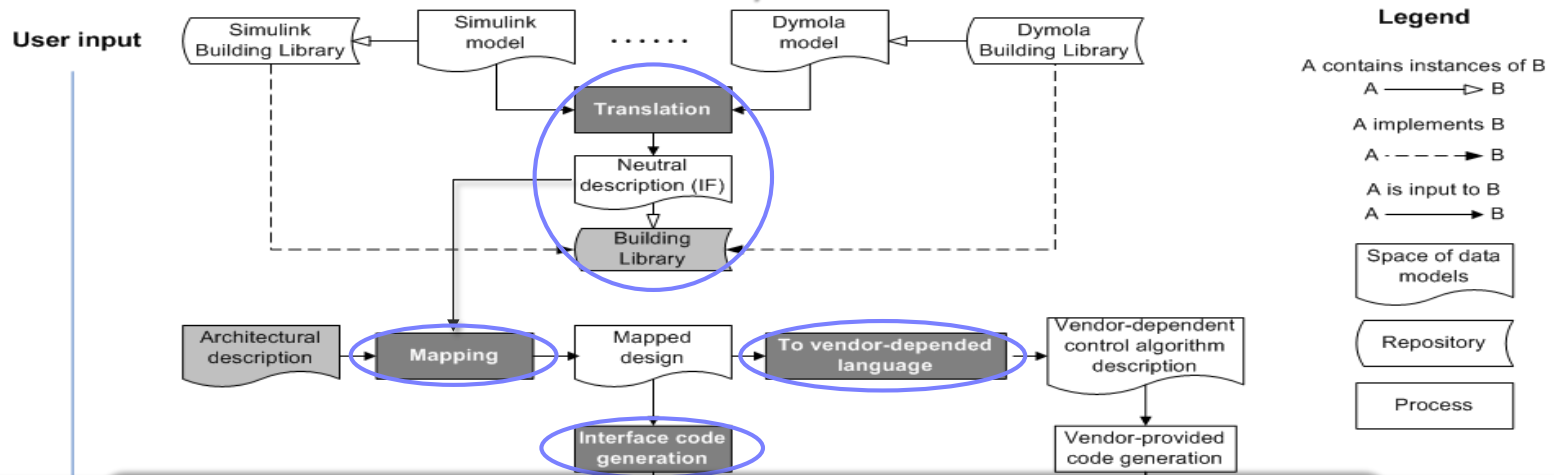 User input
Simulink
Building Library
Simulink
model
......
Dymola
model
Dymola
Building Library
Translation
Neutral
description (IF)
Building
Library
Architectural
description
Mapping
Mapped
design
To vendor-depended
language
Vendor-dependent
control algorithm
description
Interface code
generation
Vendor-provided
code generation
Legend
A contains instances of B
A B
A implements B
A B
A is input to B
A B
Space of data
models
Repository
Process